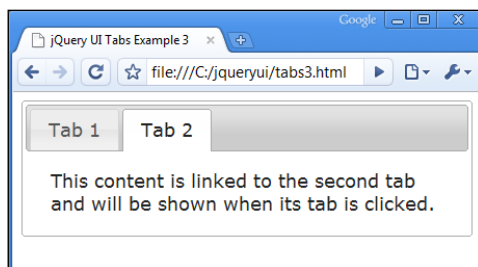 Google
jQuery UI Tabs Example 3
file:///C:/jqueryui/tabs3.html
Tab 1 Tab 2
This content is linked to the second tab
and will be shown when its tab is clicked.